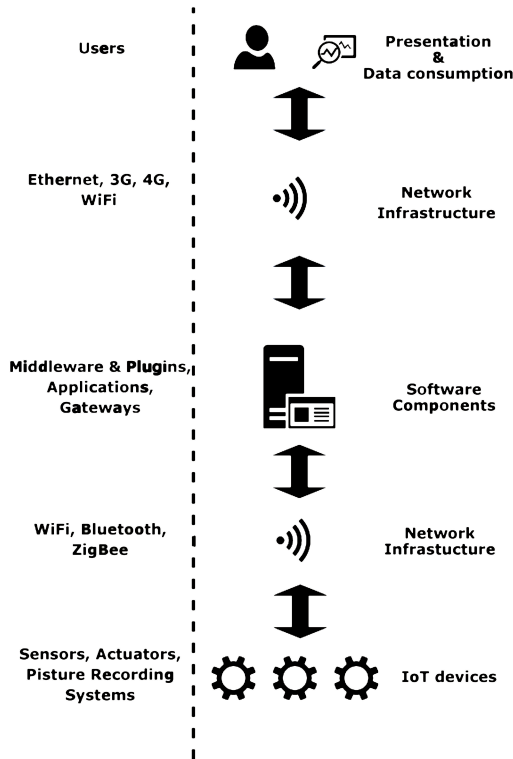 Users
Presentation
&
Data consumption
Ethernet, 3G, 4G,
WiFi
Network
Infrastructure
Middleware & Plugins,
Applications,
Gateways
Software
Components
WiFi, Bluetooth,
ZigBee
Network
Infrastucture
Sensors, Actuators,
Pisture Recording
Systems
IoT devices